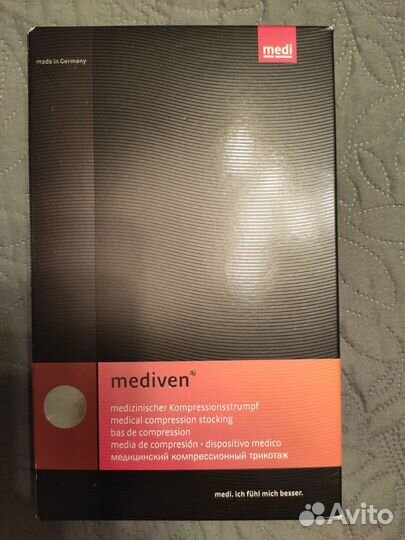 medi
made in Germany
mediven
medizinischer Kompressionsstrumpf
medical compression stocking
bas de compression
media de compresión • dispositivo medico
медицинский компрессионный трикотаж
medi. ich fühl mich besser.
Avito